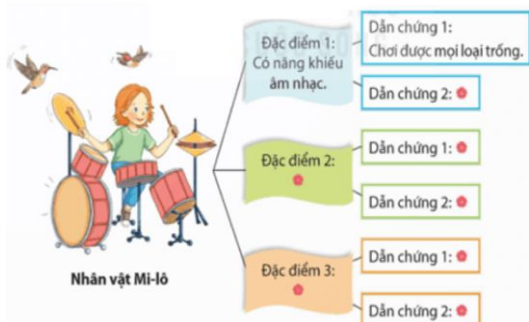 Đặc điểm 1:
Có năng khiếu
âm nhạc.
Dẫn chứng 1:
Chơi được mọi loại trống.
Dẫn chứng 2:
Đặc điểm 2:
Dẫn chứng 1:
Dẫn chứng 2:
Đặc điểm 3:
Dẫn chứng 1:
Dẫn chứng 2:
Nhân vật Mi-lô